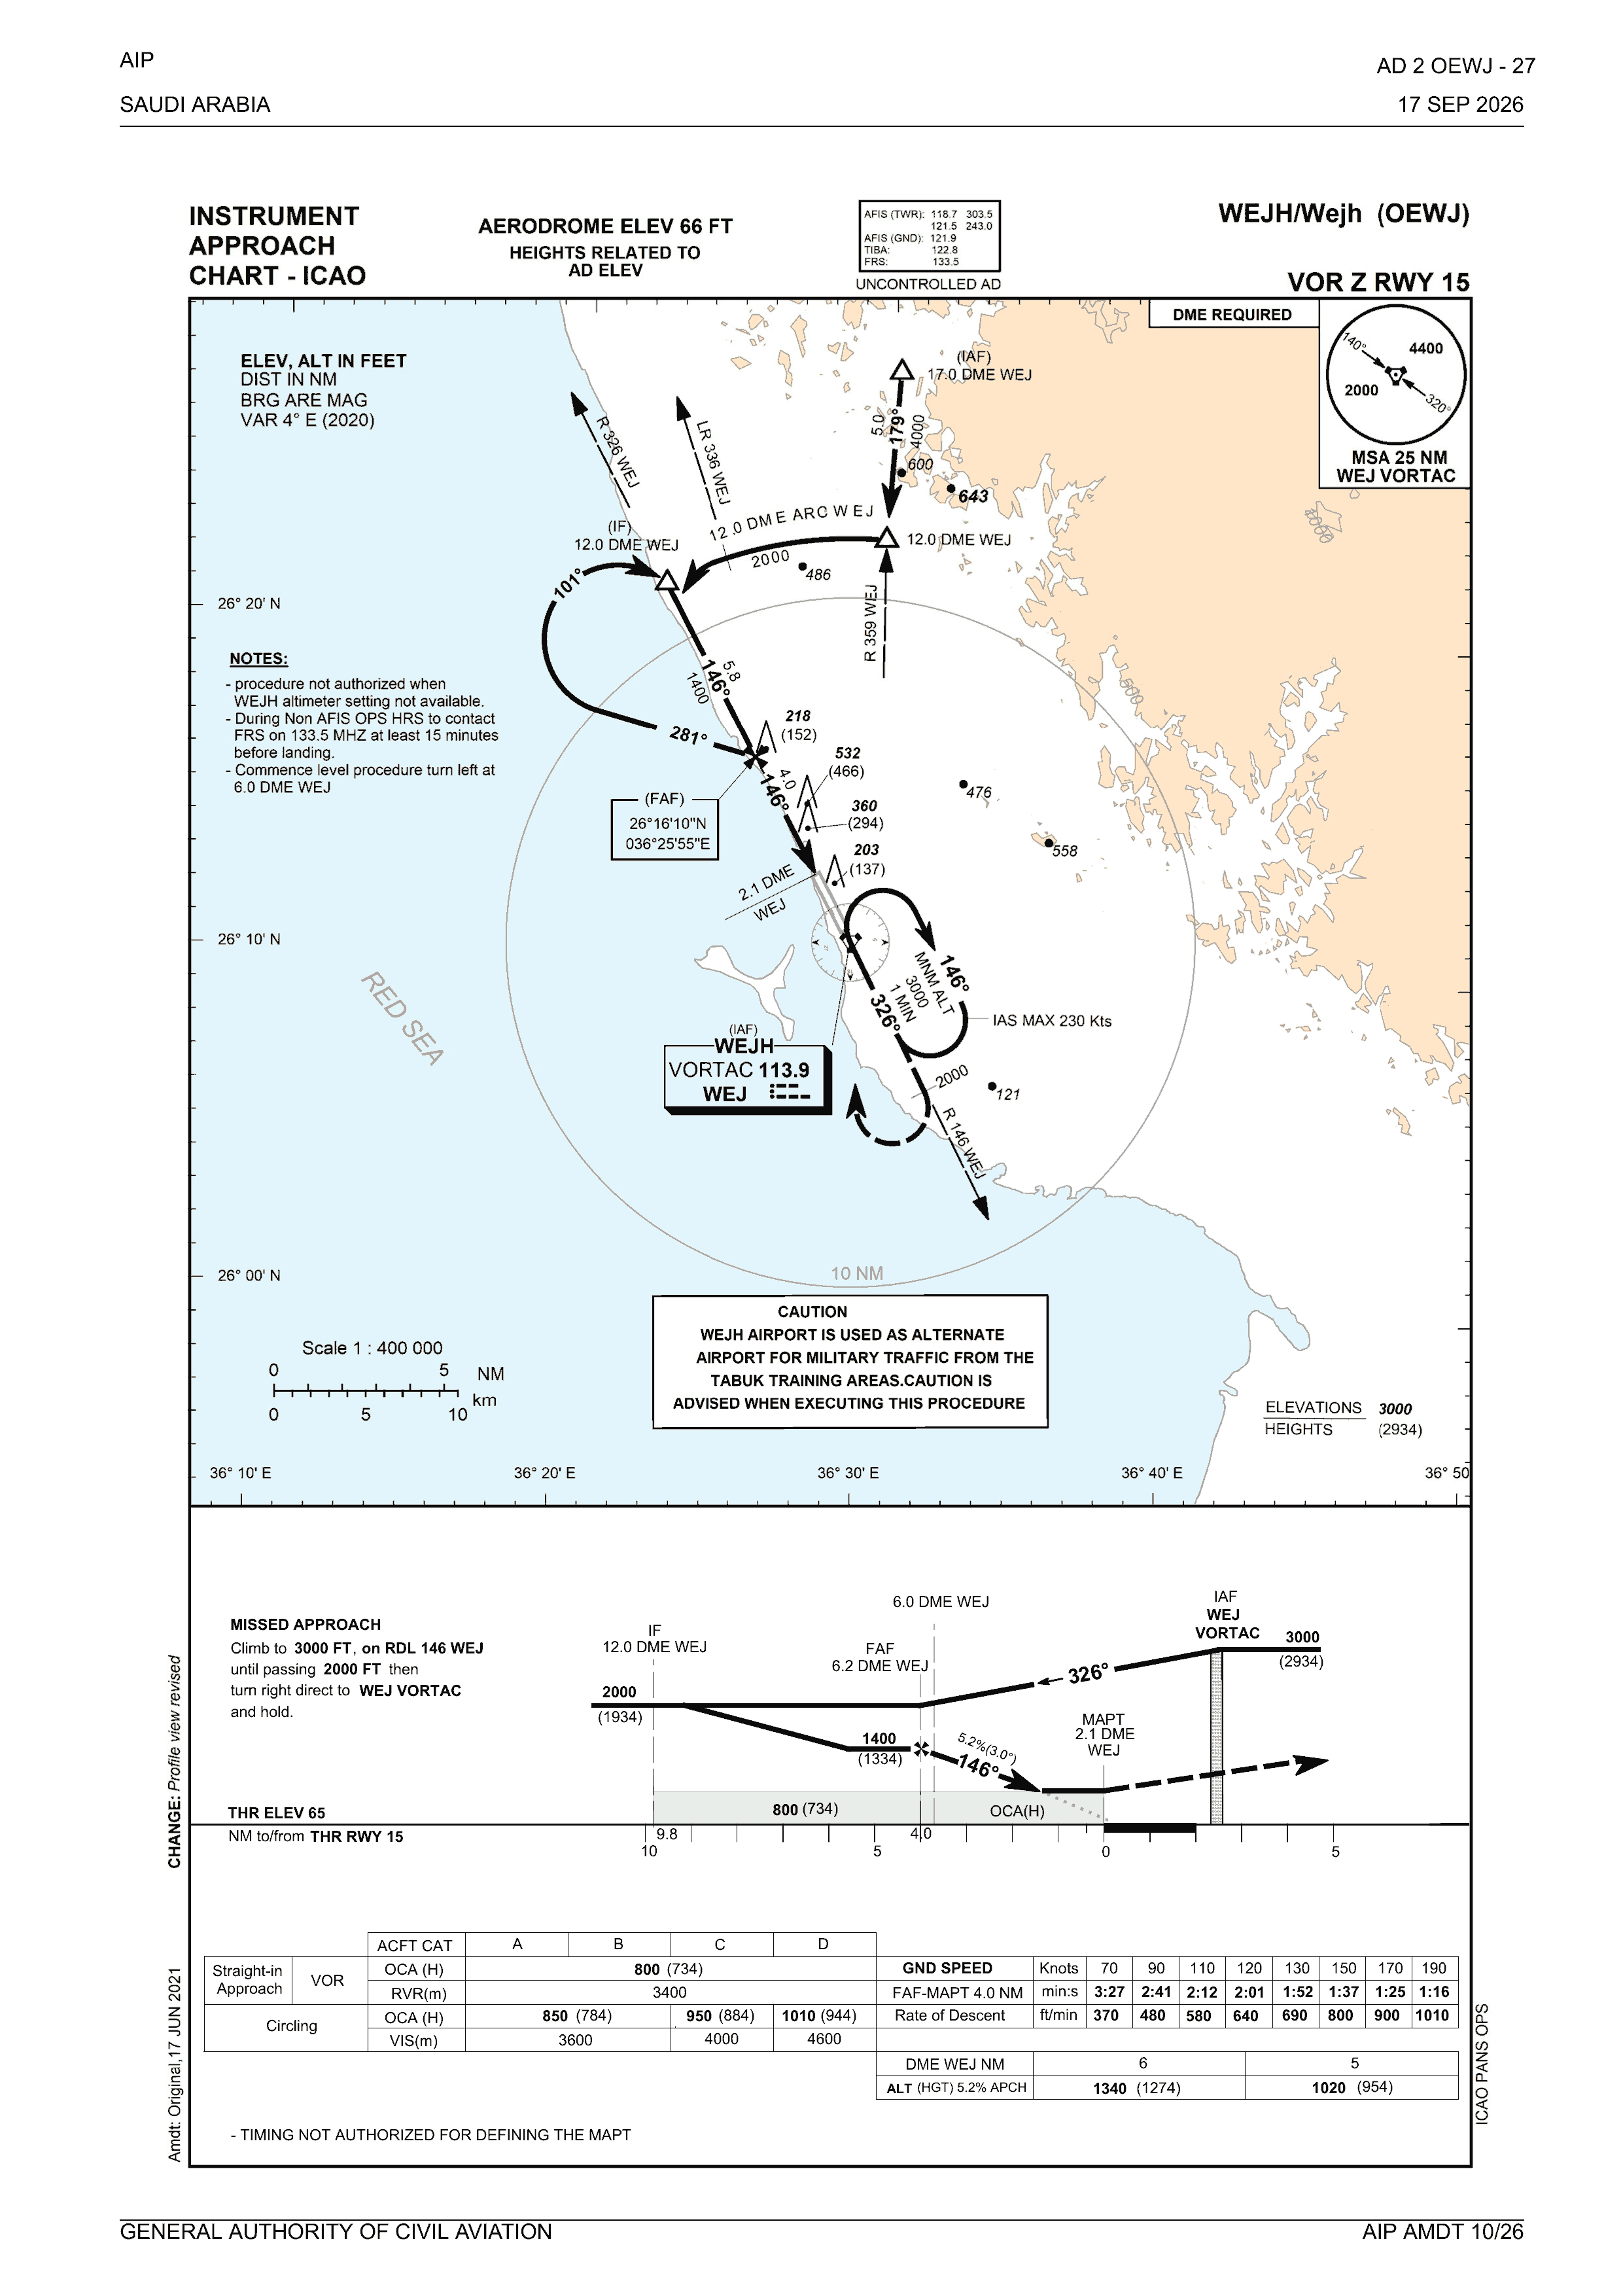 AIP
AD 2 OEWJ - 27
SAUDI ARABIA
17 SEP 2026
INSTRUMENT
APPROACH
CHART - ICAO
AERODROME ELEV 66 FT
HEIGHTS RELATED TO
AD ELEV
AFIS (TWR): 118.7 303.5
121.5 243.0
AFIS (GND): 121.9
TIBA: 122.8
FRS: 133.5
UNCONTROLLED AD
WEJH/Wejh (OEWJ)
VOR Z RWY 15
DME REQUIRED
140°
4400
2000
320°
MSA 25 NM
WEJ VORTAC
ELEV, ALT IN FEET
DIST IN NM
BRG ARE MAG
VAR 4° E (2020)
(IAF)
17.0 DME WEJ
5.0
179°
4000
600
643
R 326 WEJ
LR 336 WEJ
12.0 DME ARC WEJ
2000
486
(IF)
12.0 DME WEJ
12.0 DME WEJ
R 359 WEJ
101°
26° 20' N
NOTES:
- procedure not authorized when
WEJH altimeter setting not available.
- During Non AFIS OPS HRS to contact
FRS on 133.5 MHZ at least 15 minutes
before landing.
- Commence level procedure turn left at
6.0 DME WEJ
5.8
146°
1400
281°
218
(152)
532
(466)
360
(294)
203
(137)
4.0
146°
(FAF)
26°16'10"N
036°25'55"E
476
558
2.1 DME
WEJ
26° 10' N
RED SEA
146°
MNM ALT
3000
1 MIN
326°
IAS MAX 230 Kts
(IAF)
WEJH
VORTAC 113.9
WEJ
2000
121
R 146 WEJ
26° 00' N
10 NM
CAUTION
WEJH AIRPORT IS USED AS ALTERNATE
AIRPORT FOR MILITARY TRAFFIC FROM THE
TABUK TRAINING AREAS.CAUTION IS
ADVISED WHEN EXECUTING THIS PROCEDURE
Scale 1 : 400 000
0 5 NM
0 5 10 km
ELEVATIONS 3000
HEIGHTS (2934)
36° 10' E
36° 20' E
36° 30' E
36° 40' E
36° 50
MISSED APPROACH
Climb to 3000 FT, on RDL 146 WEJ
until passing 2000 FT then
turn right direct to WEJ VORTAC
and hold.
IF
12.0 DME WEJ
6.0 DME WEJ
FAF
6.2 DME WEJ
IAF
WEJ
VORTAC
3000
(2934)
326°
2000
(1934)
1400
(1334)
5.2%(3.0°)
146°
MAPT
2.1 DME
WEJ
800 (734)
OCA(H)
THR ELEV 65
NM to/from THR RWY 15
9.8
4.0
10
5
0
5
CHANGE: Profile view revised
Amdt: Original,17 JUN 2021
ICAO PANS OPS
ACFT CAT A B C D
Straight-in Approach VOR OCA (H) 800 (734)
RVR(m) 3400
Circling OCA (H) 850 (784) 950 (884) 1010 (944)
VIS(m) 3600 4000 4600
GND SPEED Knots 70 90 110 120 130 150 170 190
FAF-MAPT 4.0 NM min:s 3:27 2:41 2:12 2:01 1:52 1:37 1:25 1:16
Rate of Descent ft/min 370 480 580 640 690 800 900 1010
DME WEJ NM 6 5
ALT (HGT) 5.2% APCH 1340 (1274) 1020 (954)
- TIMING NOT AUTHORIZED FOR DEFINING THE MAPT
GENERAL AUTHORITY OF CIVIL AVIATION
AIP AMDT 10/26